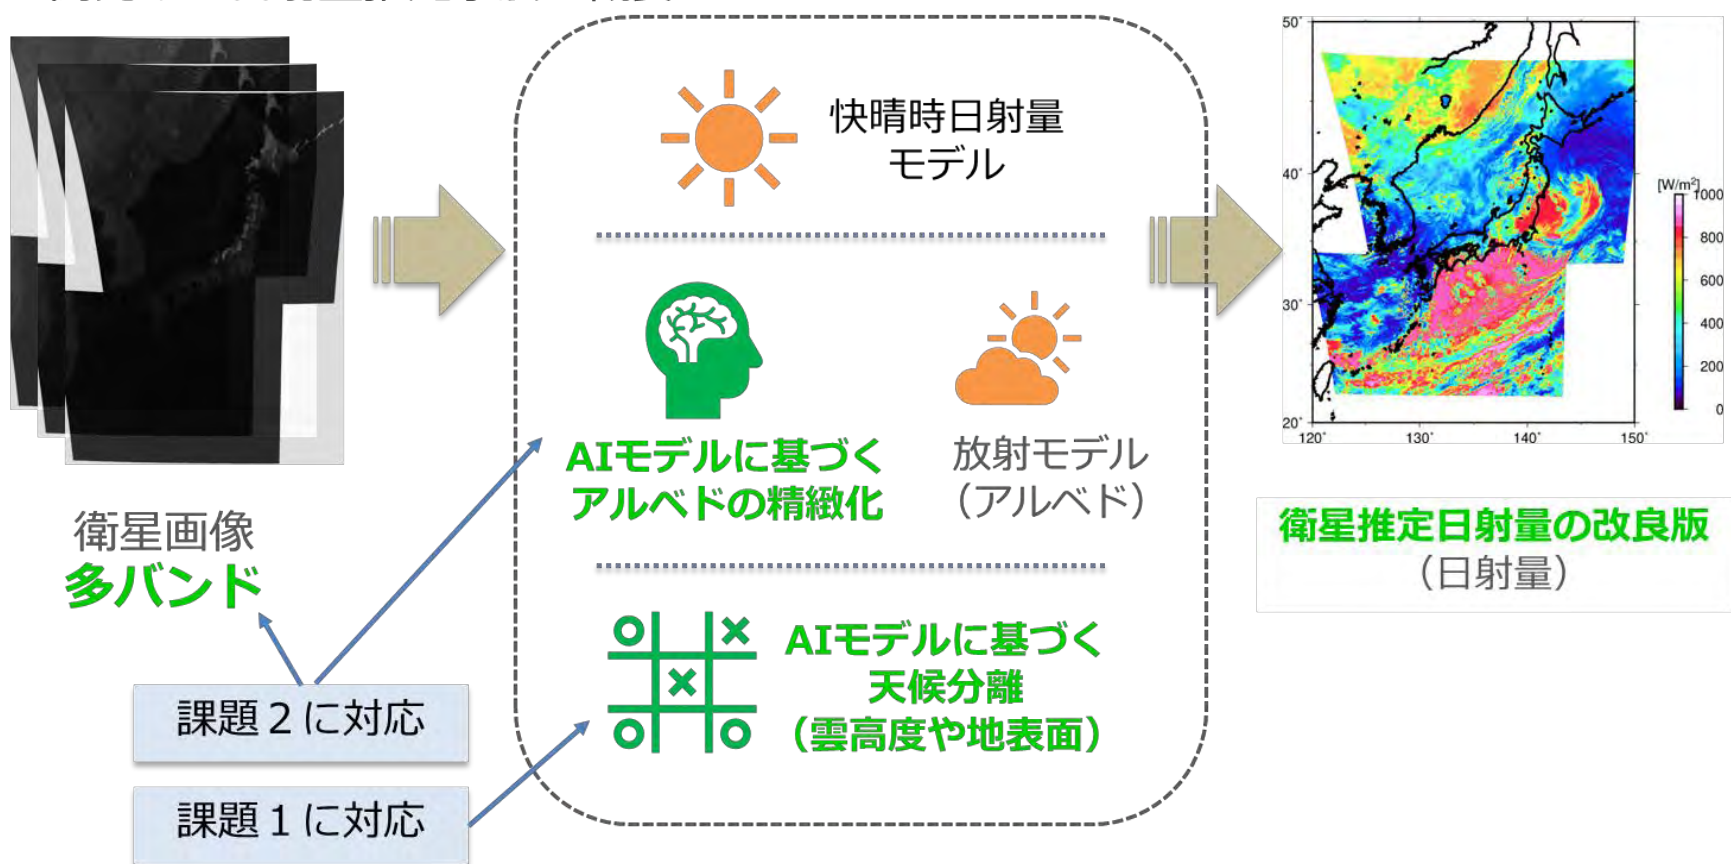 快晴時日射量
モデル
AIモデルに基づく
アルベドの精緻化
放射モデル
（アルベド）
AIモデルに基づく
天候分離
（雲高度や地表面）
衛星画像
多バンド
課題２に対応
課題１に対応
50°
40°
30°
20°
120°
130°
140°
150°
[W/m²]
1000
800
600
400
200
0
衛星推定日射量の改良版
（日射量）